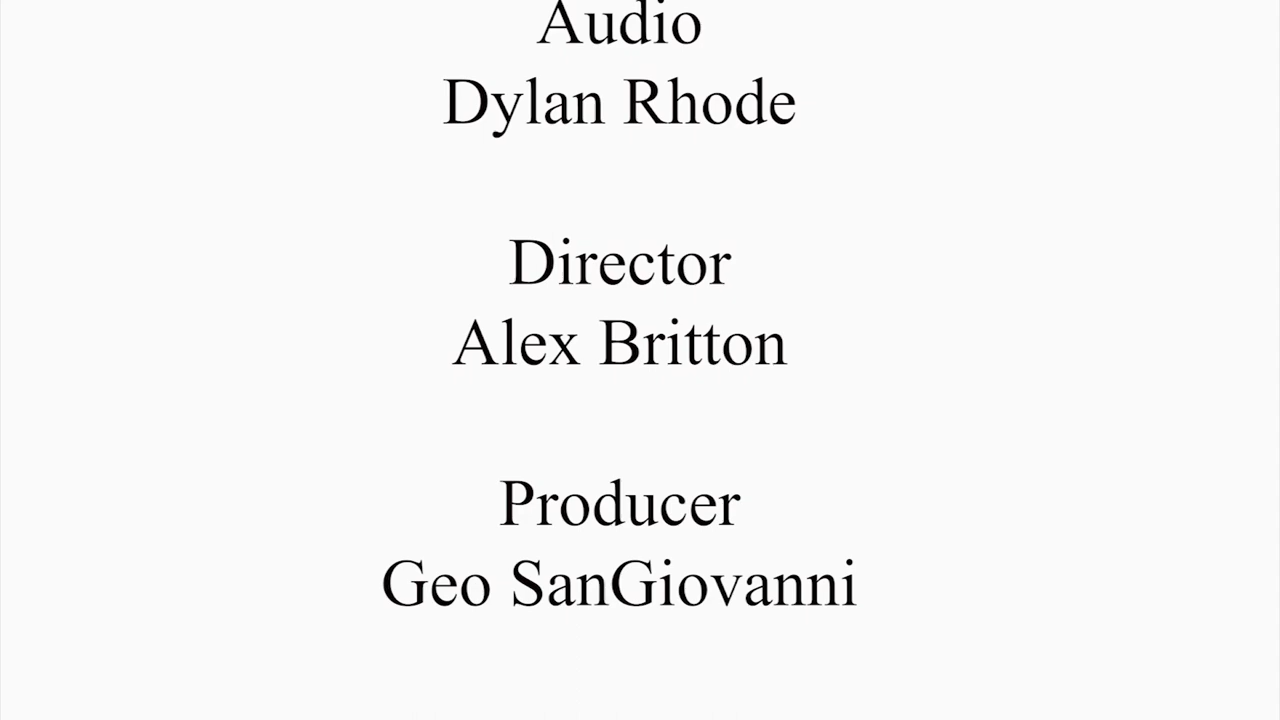 Audio
Dylan Rhode
Director
Alex Britton
Producer
Geo SanGiovanni